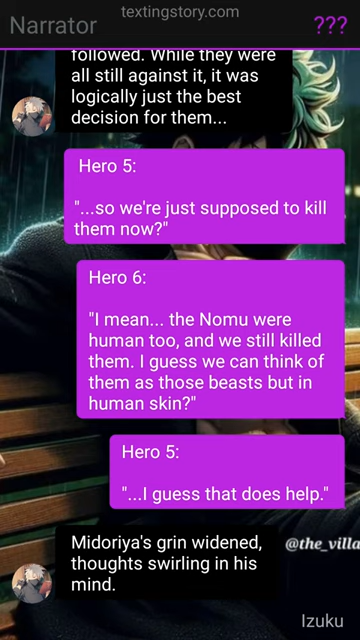 textingstory.com
Narrator
???
followed. While they were
all still against it, it was
logically just the best
decision for them...
Hero 5:
"...so we're just supposed to kill
them now?"
Hero 6:
"I mean... the Nomu were
human too, and we still killed
them. I guess we can think of
them as those beasts but in
human skin?"
Hero 5:
"...I guess that does help."
Midoriya's grin widened,
thoughts swirling in his
mind.
@the_villa
Izuku